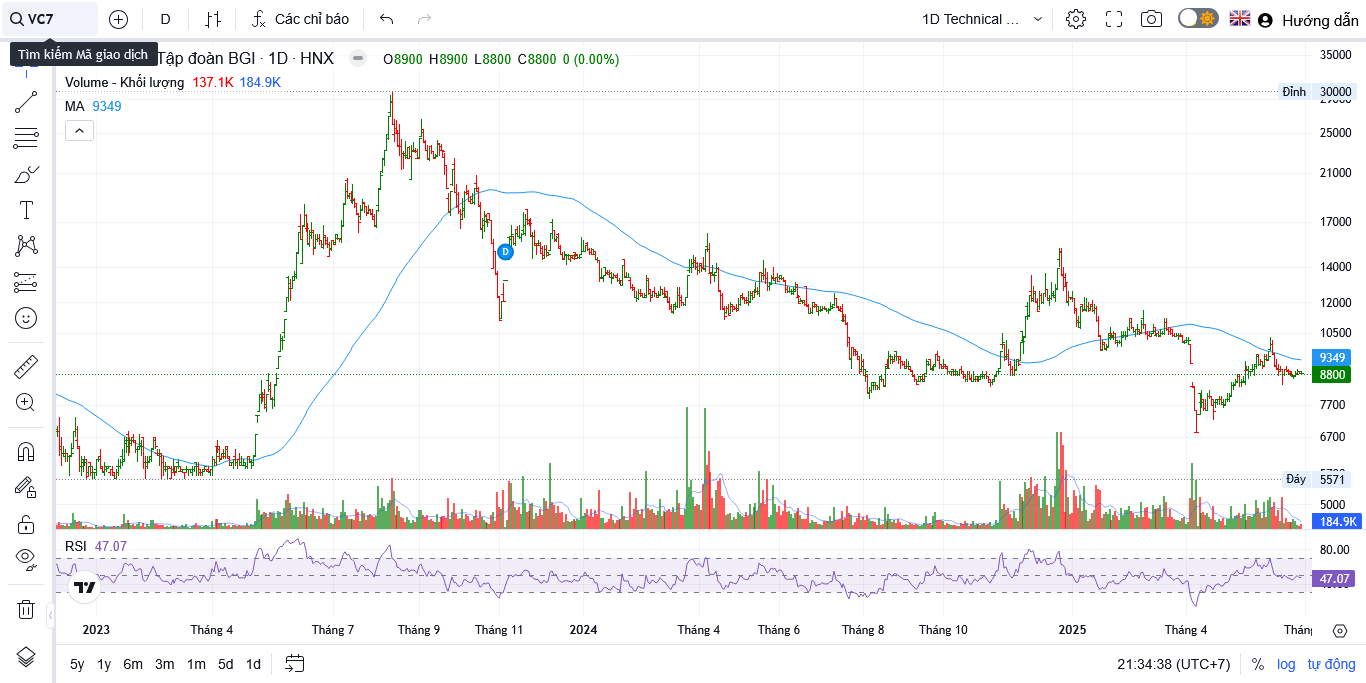 VC7
D
Các chỉ báo
1D Technical ...
Hướng dẫn
Tìm kiếm Mã giao dịch
Tập đoàn BGI · 1D · HNX
O8900 H8900 L8800 C8800 0 (0.00%)
Volume - Khối lượng 137.1K 184.9K
MA 9349
D
35000
Đỉnh 30000
25000
21000
17000
14000
12000
10500
9349
8800
7700
6700
Đáy 5571
5000
184.9K
RSI 47.07
80.00
47.07
2023 Tháng 4 Tháng 7 Tháng 9 Tháng 11 2024 Tháng 4 Tháng 6 Tháng 8 Tháng 10 2025 Tháng 4
5y 1y 6m 3m 1m 5d 1d
21:34:38 (UTC+7) % log tự động